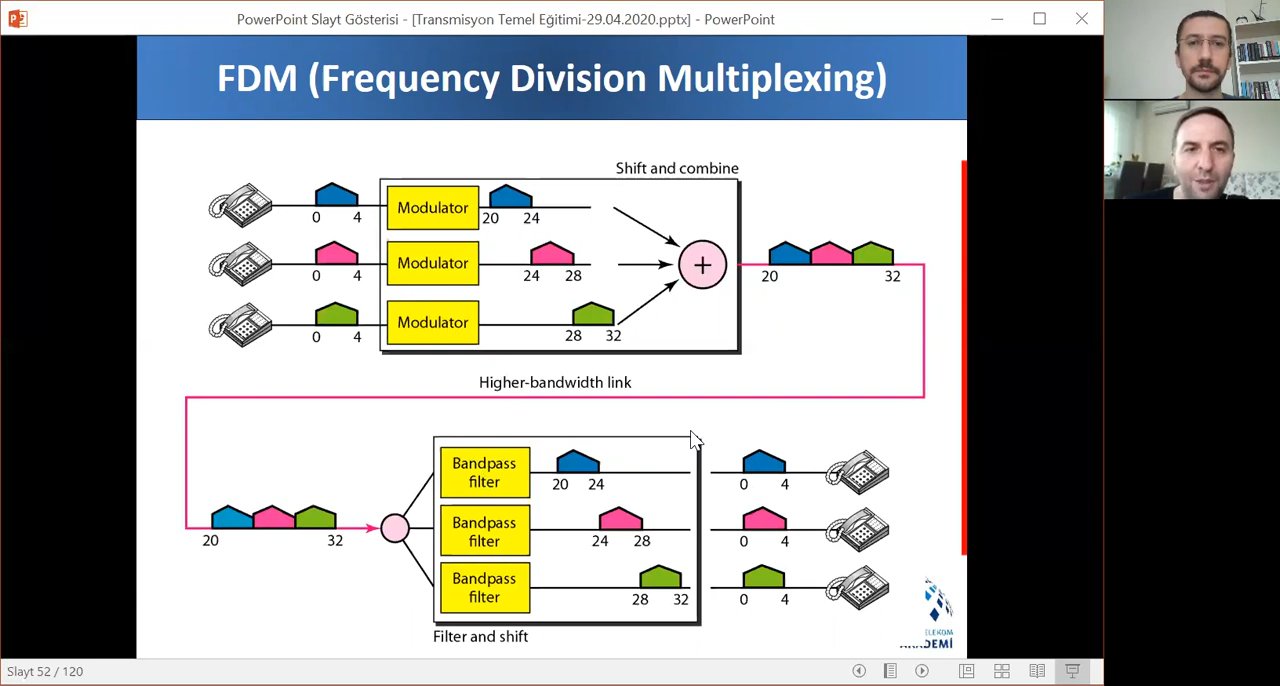 PowerPoint Slayt Gösterisi - [Transmisyon Temel Eğitimi-29.04.2020.pptx] - PowerPoint
FDM (Frequency Division Multiplexing)
Shift and combine
0 4 Modulator 20 24
0 4 Modulator 24 28
+
20 32
0 4 Modulator 28 32
Higher-bandwidth link
Bandpass
filter
20 24 0 4
20 32
Bandpass
filter
24 28 0 4
Bandpass
filter
28 32 0 4
Filter and shift
AKADEMİ
Slayt 52 / 120